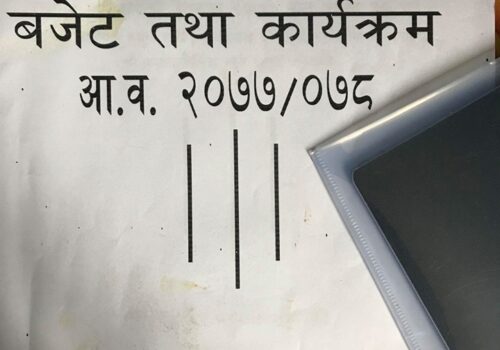 बजेट तथा कार्यक्रम
आ.व. २०७७/०७८